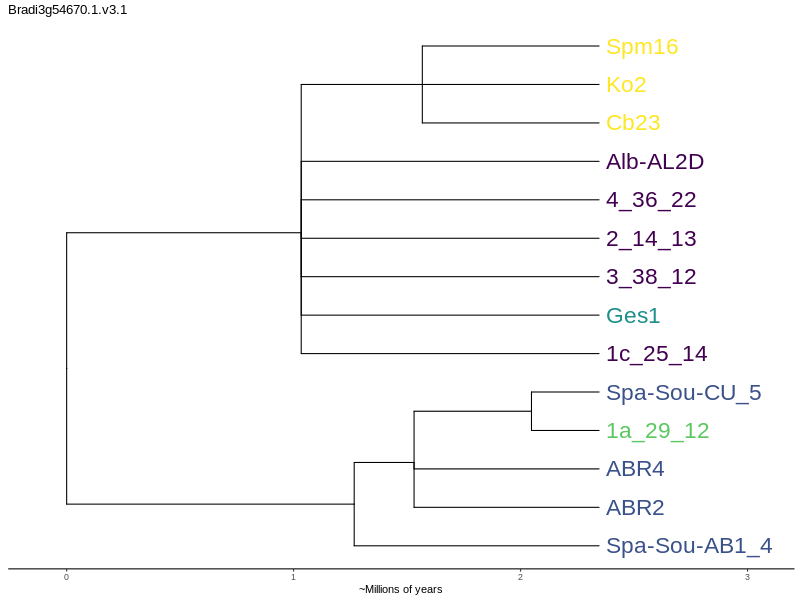 Bradi3g54670.1.v3.1
Spm16
Ko2
Cb23
Alb-AL2D
4_36_22
2_14_13
3_38_12
Ges1
1c_25_14
Spa-Sou-CU_5
1a_29_12
ABR4
ABR2
Spa-Sou-AB1_4
0 1 2 3
~Millions of years